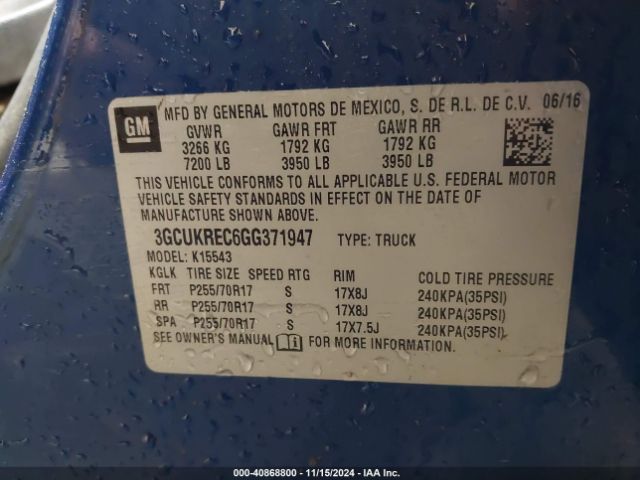 GM
MFD BY GENERAL MOTORS DE MEXICO, S. DE R.L. DE C.V. 06/16
GVWR GAWR FRT GAWR RR
3266 KG 1792 KG 1792 KG
7200 LB 3950 LB 3950 LB
THIS VEHICLE CONFORMS TO ALL APPLICABLE U.S. FEDERAL MOTOR
VEHICLE SAFETY STANDARDS IN EFFECT ON THE DATE OF
MANUFACTURE SHOWN ABOVE.
3GCUKREC6GG371947 TYPE: TRUCK
MODEL: K15543
KGLK TIRE SIZE SPEED RTG RIM COLD TIRE PRESSURE
FRT P255/70R17 S 17X8J 240KPA(35PSI)
RR P255/70R17 S 17X8J 240KPA(35PSI)
SPA P255/70R17 S 17X7.5J 240KPA(35PSI)
SEE OWNER'S MANUAL FOR MORE INFORMATION.
000-40868800 - 11/15/2024 - IAA Inc.